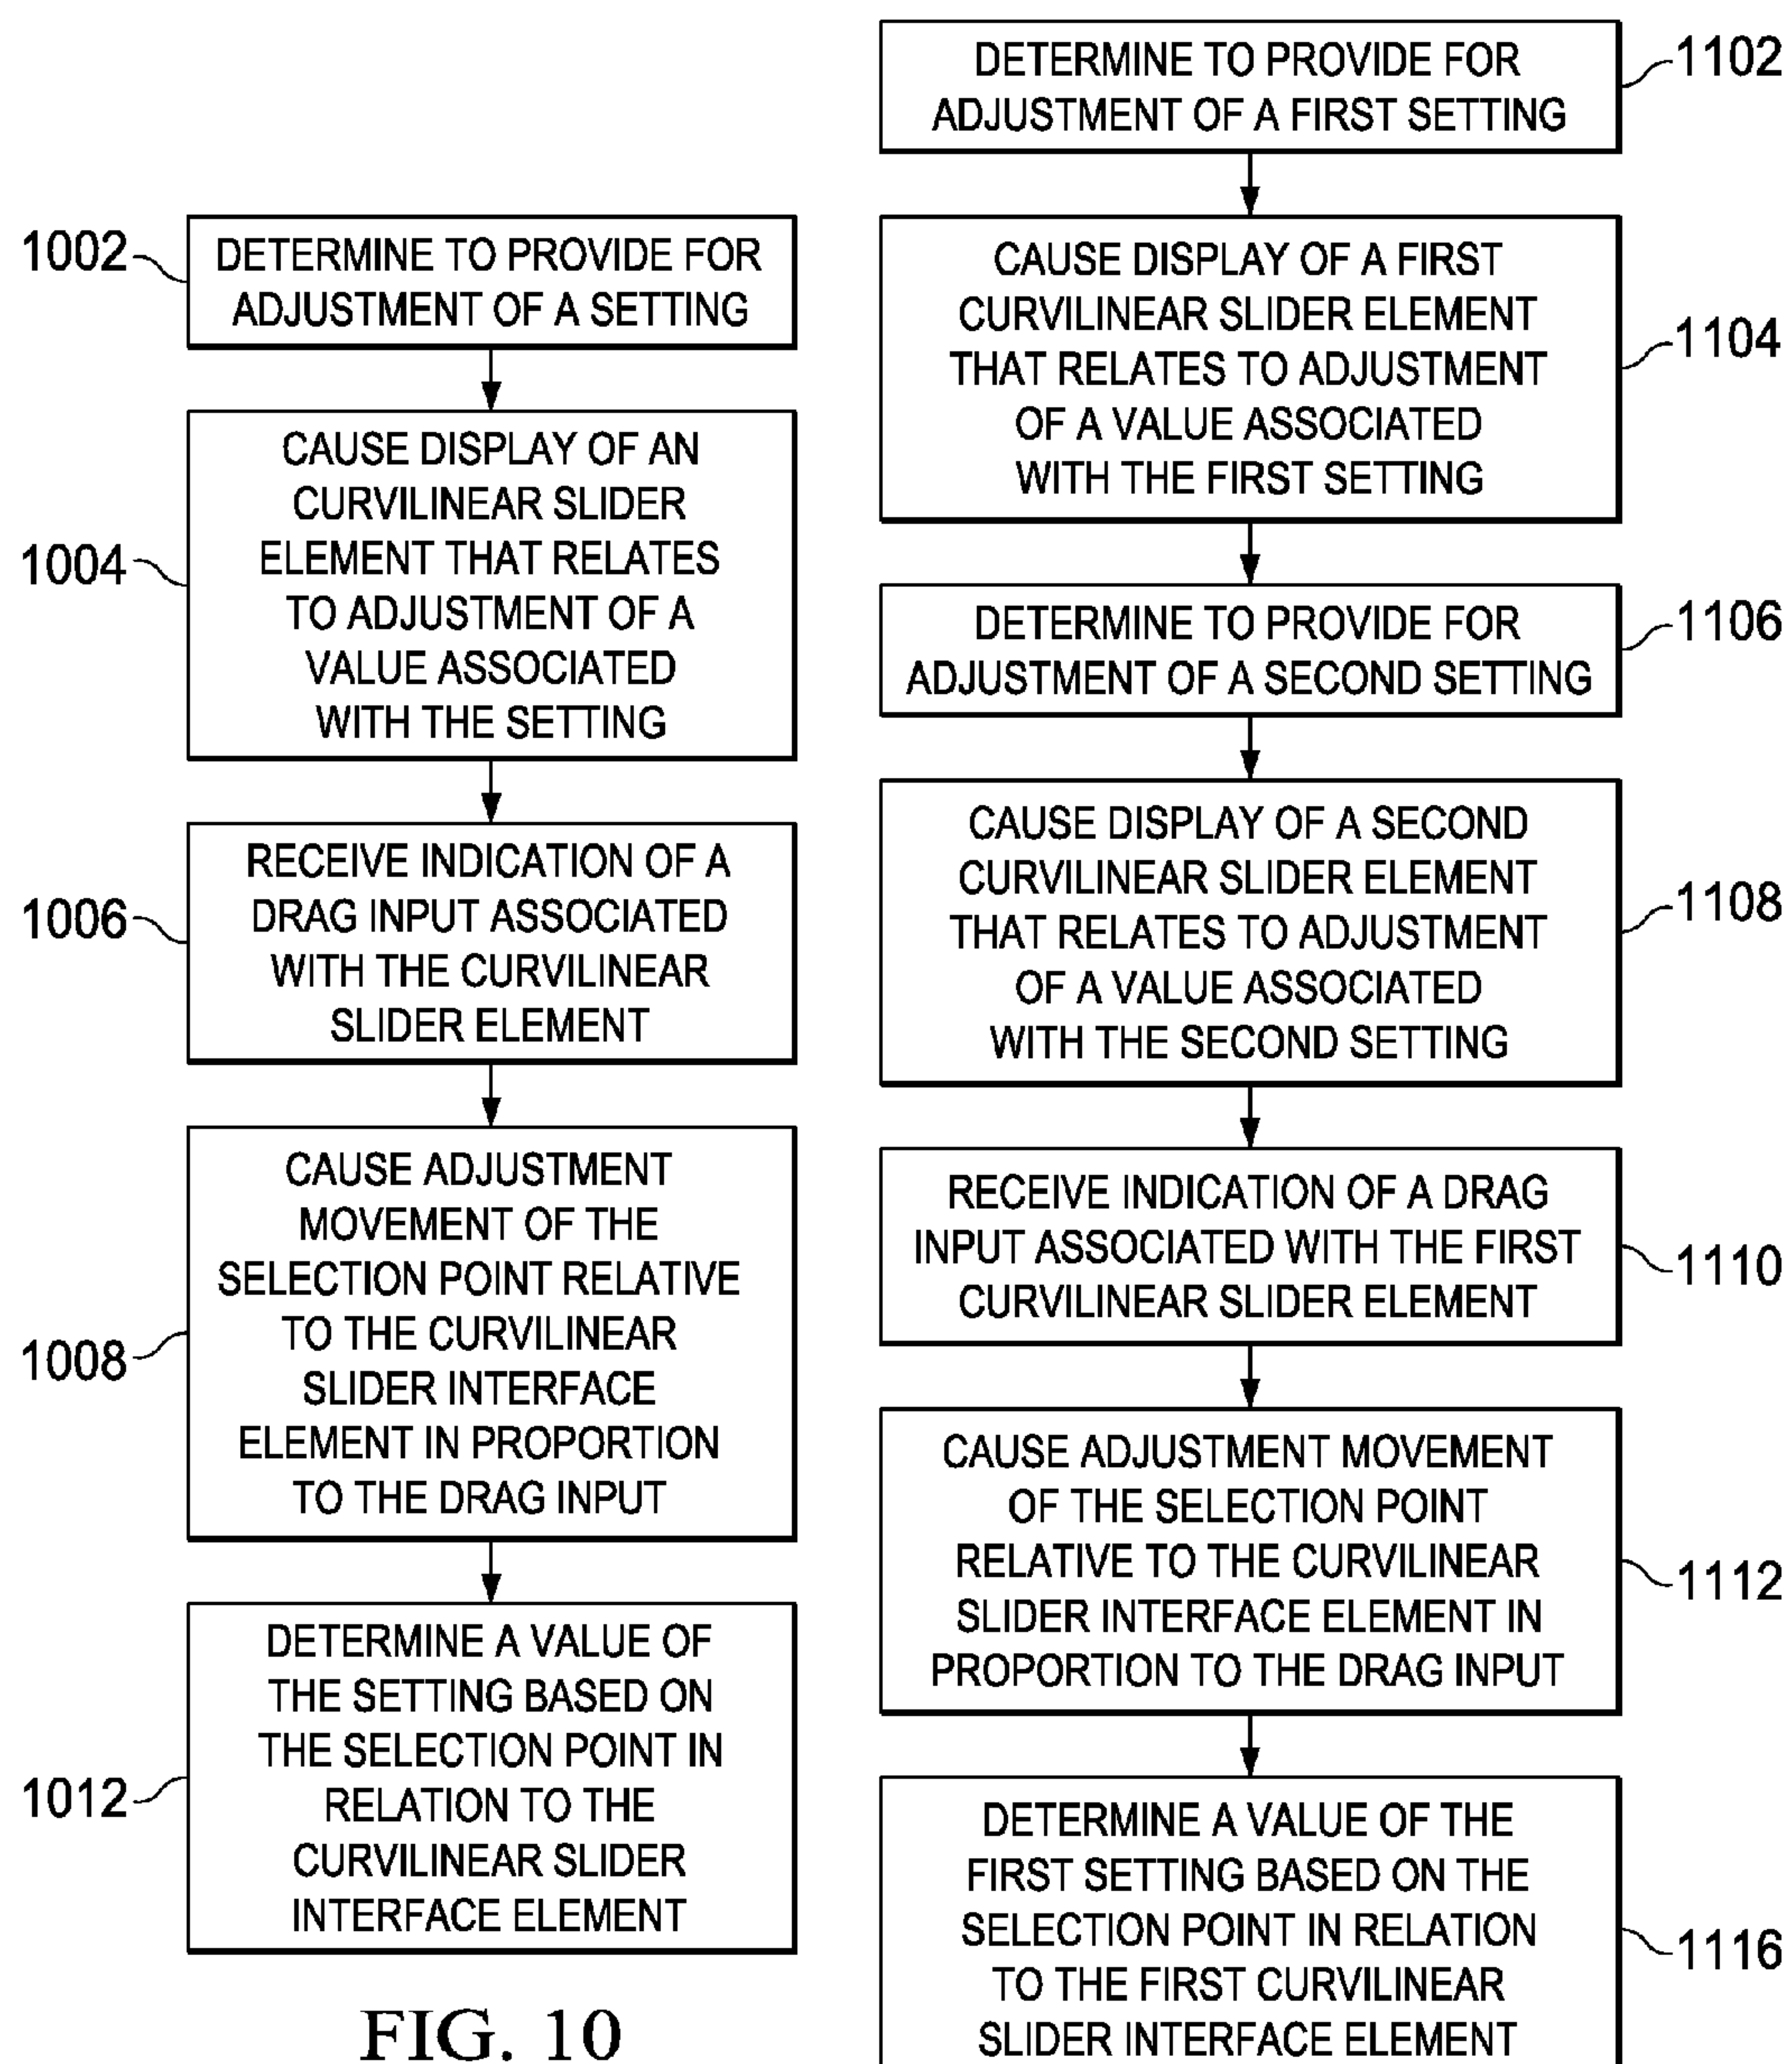 1002
DETERMINE TO PROVIDE FOR
ADJUSTMENT OF A SETTING
1004
CAUSE DISPLAY OF AN
CURVILINEAR SLIDER
ELEMENT THAT RELATES
TO ADJUSTMENT OF A
VALUE ASSOCIATED
WITH THE SETTING
1006
RECEIVE INDICATION OF A
DRAG INPUT ASSOCIATED
WITH THE CURVILINEAR
SLIDER ELEMENT
1008
CAUSE ADJUSTMENT
MOVEMENT OF THE
SELECTION POINT RELATIVE
TO THE CURVILINEAR
SLIDER INTERFACE
ELEMENT IN PROPORTION
TO THE DRAG INPUT
1012
DETERMINE A VALUE OF
THE SETTING BASED ON
THE SELECTION POINT IN
RELATION TO THE
CURVILINEAR SLIDER
INTERFACE ELEMENT
FIG. 10
DETERMINE TO PROVIDE FOR
ADJUSTMENT OF A FIRST SETTING
1102
CAUSE DISPLAY OF A FIRST
CURVILINEAR SLIDER ELEMENT
THAT RELATES TO ADJUSTMENT
OF A VALUE ASSOCIATED
WITH THE FIRST SETTING
1104
DETERMINE TO PROVIDE FOR
ADJUSTMENT OF A SECOND SETTING
1106
CAUSE DISPLAY OF A SECOND
CURVILINEAR SLIDER ELEMENT
THAT RELATES TO ADJUSTMENT
OF A VALUE ASSOCIATED
WITH THE SECOND SETTING
1108
RECEIVE INDICATION OF A DRAG
INPUT ASSOCIATED WITH THE FIRST
CURVILINEAR SLIDER ELEMENT
1110
CAUSE ADJUSTMENT MOVEMENT
OF THE SELECTION POINT
RELATIVE TO THE CURVILINEAR
SLIDER INTERFACE ELEMENT IN
PROPORTION TO THE DRAG INPUT
1112
DETERMINE A VALUE OF THE
FIRST SETTING BASED ON THE
SELECTION POINT IN RELATION
TO THE FIRST CURVILINEAR
SLIDER INTERFACE ELEMENT
1116